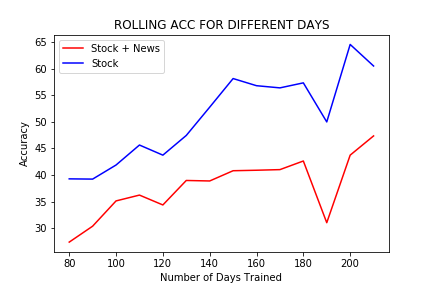 ROLLING ACC FOR DIFFERENT DAYS
Stock + News
Stock
65
60
55
50
45
40
35
30
Accuracy
80 100 120 140 160 180 200
Number of Days Trained